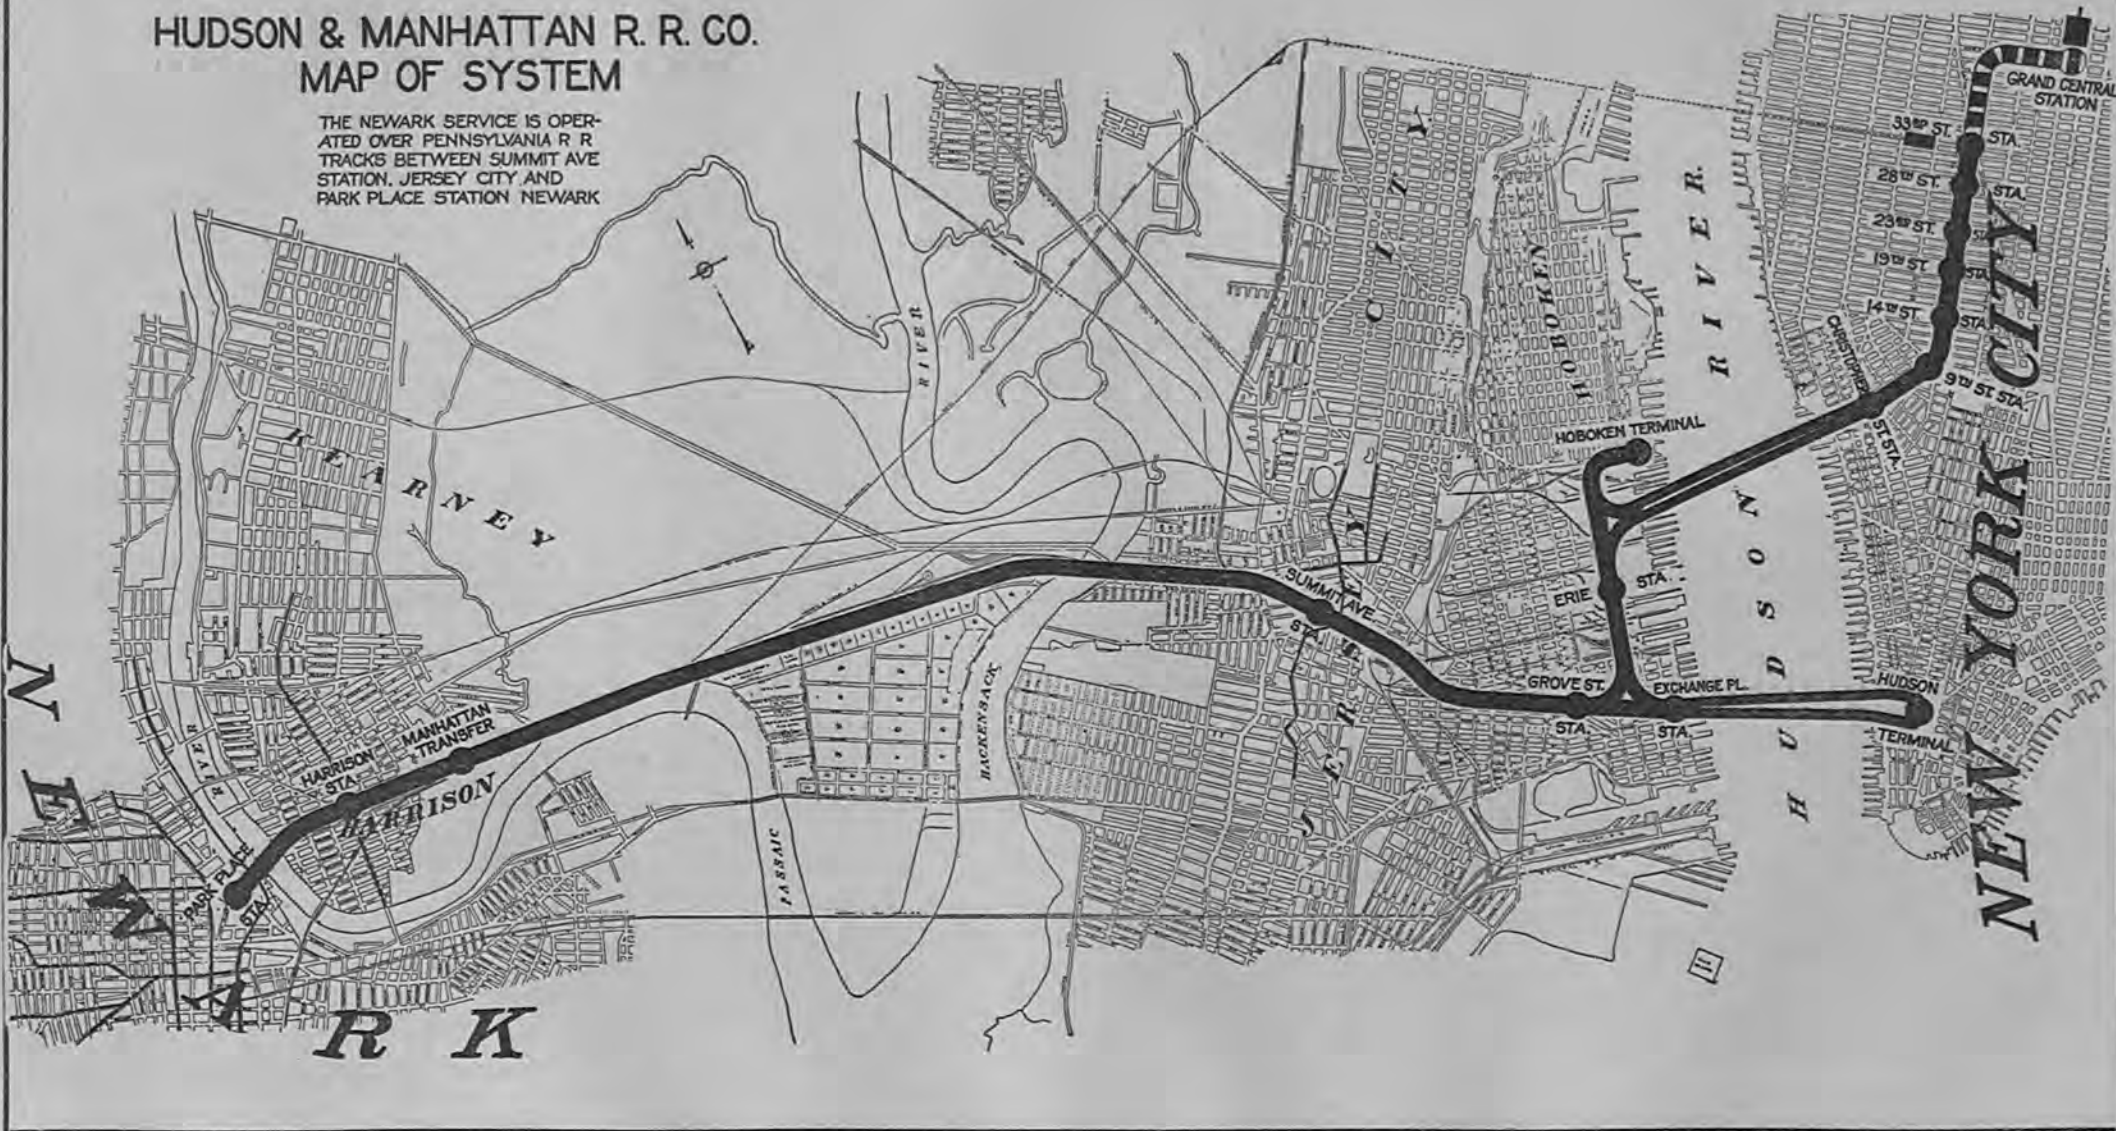 HUDSON & MANHATTAN R. R. CO.
MAP OF SYSTEM
THE NEWARK SERVICE IS OPER-
ATED OVER PENNSYLVANIA R R
TRACKS BETWEEN SUMMIT AVE
STATION. JERSEY CITY AND
PARK PLACE STATION NEWARK
GRAND CENTRAL
STATION
33RD ST.
STA.
28TH ST.
STA.
23RD ST.
19TH ST.
STA.
14TH ST.
STA.
9TH ST. STA.
CHRISTOPHER
ST. STA.
HOBOKEN TERMINAL
HOBOKEN
ERIE
STA.
GROVE ST.
STA.
EXCHANGE PL.
STA.
HUDSON
TERMINAL
SUMMIT AVE.
STA.
MANHATTAN
TRANSFER
HARRISON
STA.
HARRISON
PARK PLACE
STA.
KEARNEY
RIVER
RIVER
HACKENSACK
PASSAIC
JERSEY CITY
HUDSON RIVER
NEW YORK CITY
NEWARK